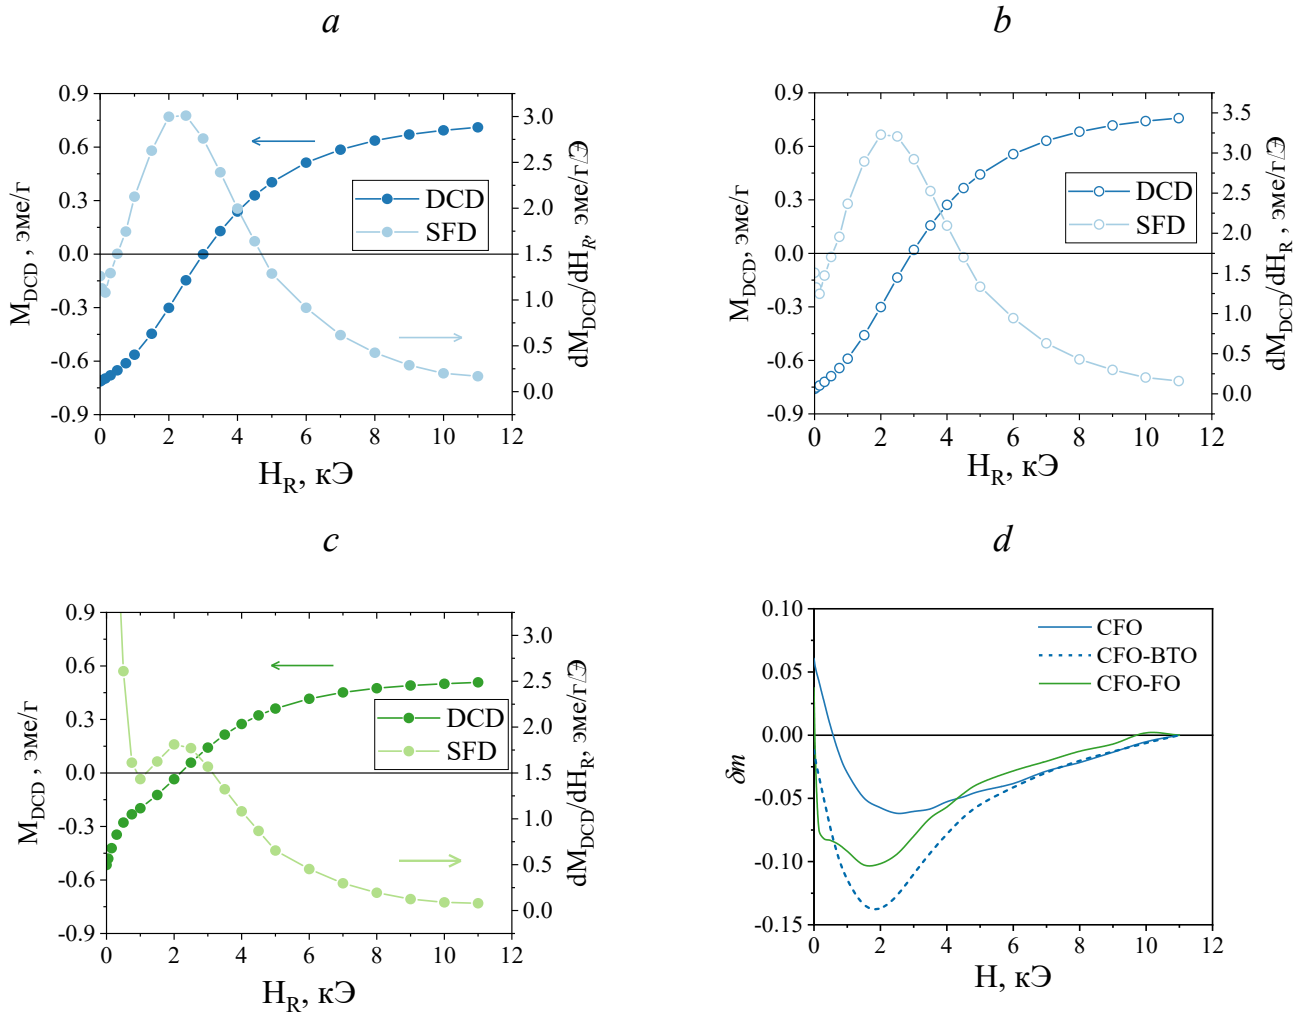 a
0.9
0.6
0.3
0.0
-0.3
-0.6
-0.9
M_DCD , эме/г
3.0
2.5
2.0
1.5
1.0
0.5
0.0
dM_DCD/dH_R , эме/г/Э
DCD
SFD
0 2 4 6 8 10 12
H_R, кЭ
b
0.9
0.6
0.3
0.0
-0.3
-0.6
-0.9
M_DCD, эме/г
3.5
3.0
2.5
2.0
1.5
1.0
0.5
0.0
dM_DCD/dH_R , эме/г/Э
DCD
SFD
0 2 4 6 8 10 12
H_R, кЭ
c
0.9
0.6
0.3
0.0
-0.3
-0.6
-0.9
M_DCD , эме/г
3.0
2.5
2.0
1.5
1.0
0.5
0.0
dM_DCD/dH_R , эме/г/Э
DCD
SFD
0 2 4 6 8 10 12
H_R, кЭ
d
0.10
0.05
0.00
-0.05
-0.10
-0.15
δm
CFO
CFO-BTO
CFO-FO
0 2 4 6 8 10 12
H, кЭ